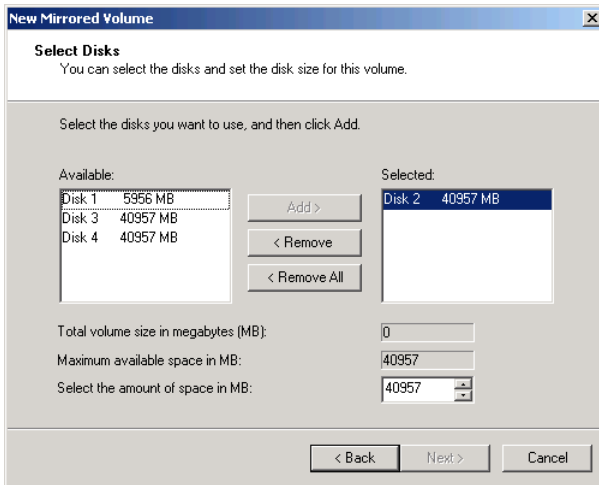 New Mirrored Volume
Select Disks
You can select the disks and set the disk size for this volume.
Select the disks you want to use, and then click Add.
Available:
Disk 1 5956 MB
Disk 3 40957 MB
Disk 4 40957 MB
Add >
< Remove
< Remove All
Selected:
Disk 2 40957 MB
Total volume size in megabytes (MB): 0
Maximum available space in MB: 40957
Select the amount of space in MB: 40957
< Back Next > Cancel